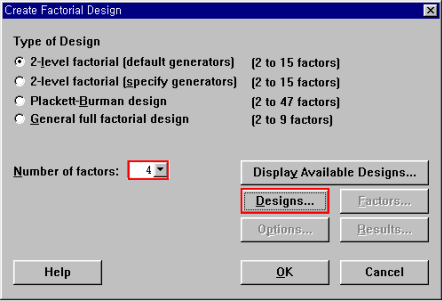 Create Factorial Design
Type of Design
2-level factorial (default generators) (2 to 15 factors)
2-level factorial (specify generators) (2 to 15 factors)
Plackett-Burman design (2 to 47 factors)
General full factorial design (2 to 9 factors)
Number of factors: 4
Display Available Designs...
Designs... Factors...
Options... Results...
Help OK Cancel